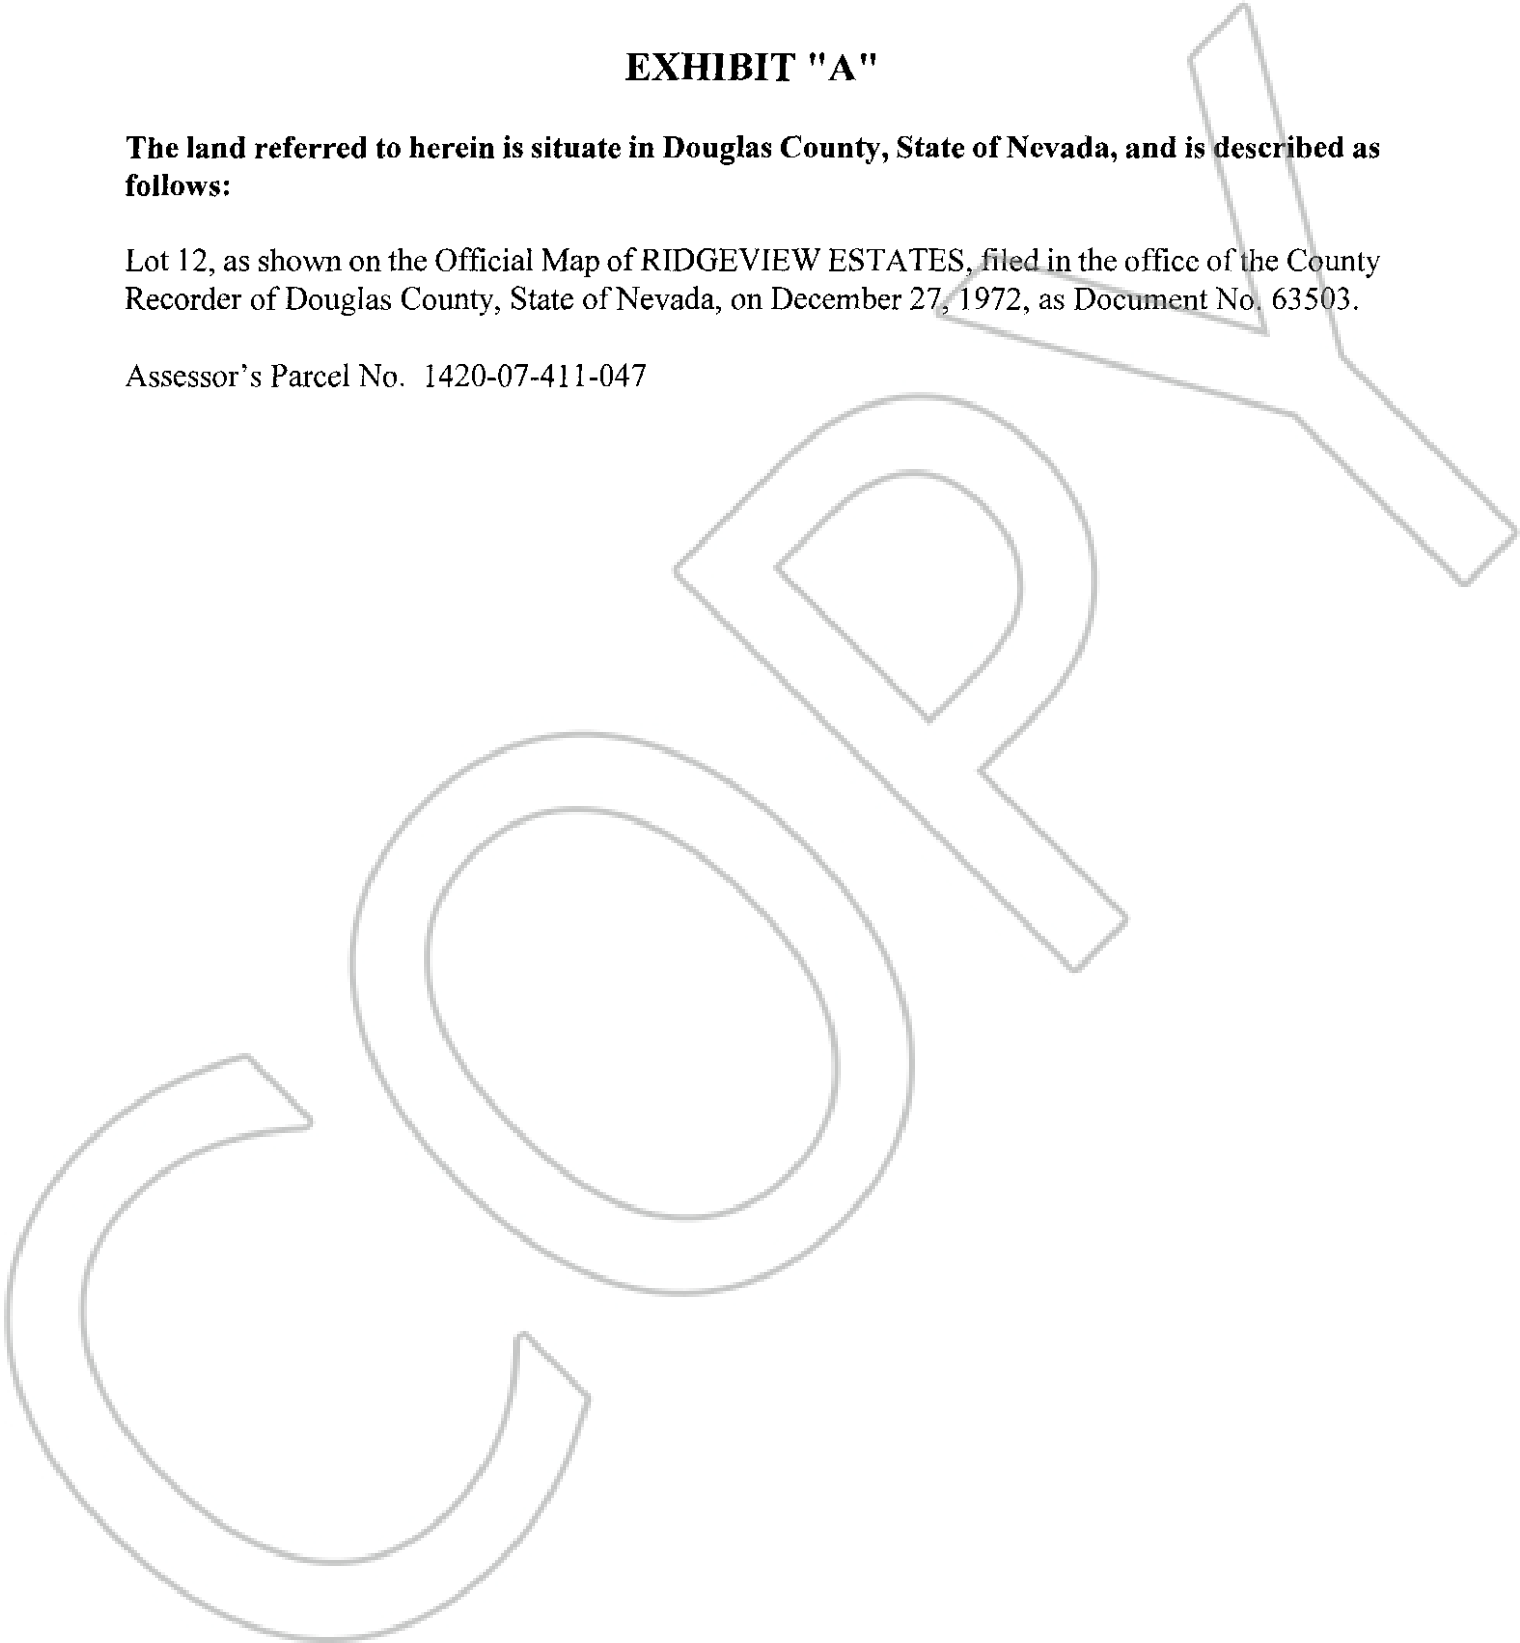 EXHIBIT "A"
The land referred to herein is situate in Douglas County, State of Nevada, and is described as
follows:
Lot 12, as shown on the Official Map of RIDGEVIEW ESTATES, filed in the office of the County
Recorder of Douglas County, State of Nevada, on December 27, 1972, as Document No. 63503.
Assessor's Parcel No. 1420-07-411-047
COPY